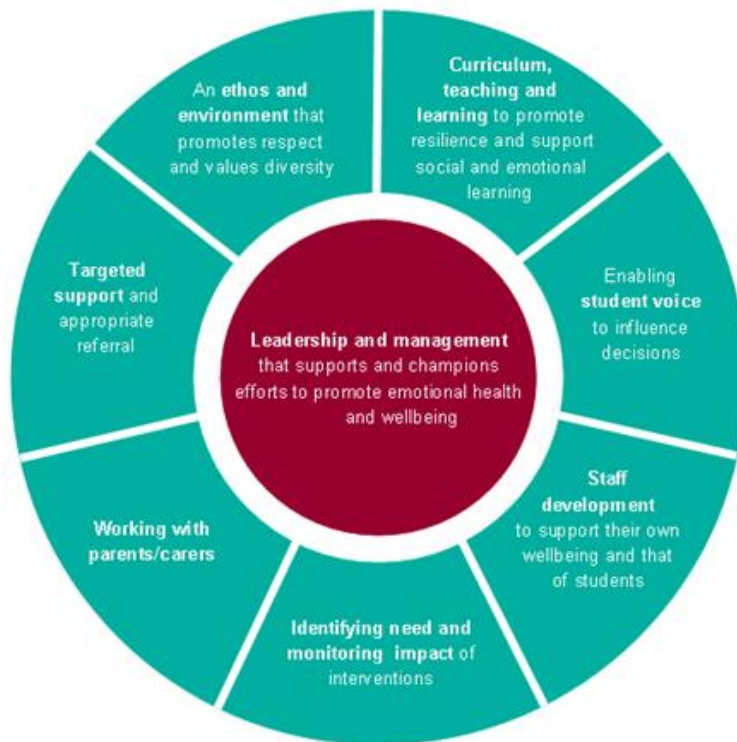 An ethos and
environment that
promotes respect
and values diversity
Curriculum,
teaching and
learning to promote
resilience and support
social and emotional
learning
Enabling
student voice
to influence
decisions
Staff
development
to support their own
wellbeing and that
of students
Identifying need and
monitoring impact of
interventions
Working with
parents/carers
Targeted
support and
appropriate
referral
Leadership and management
that supports and champions
efforts to promote emotional health
and wellbeing